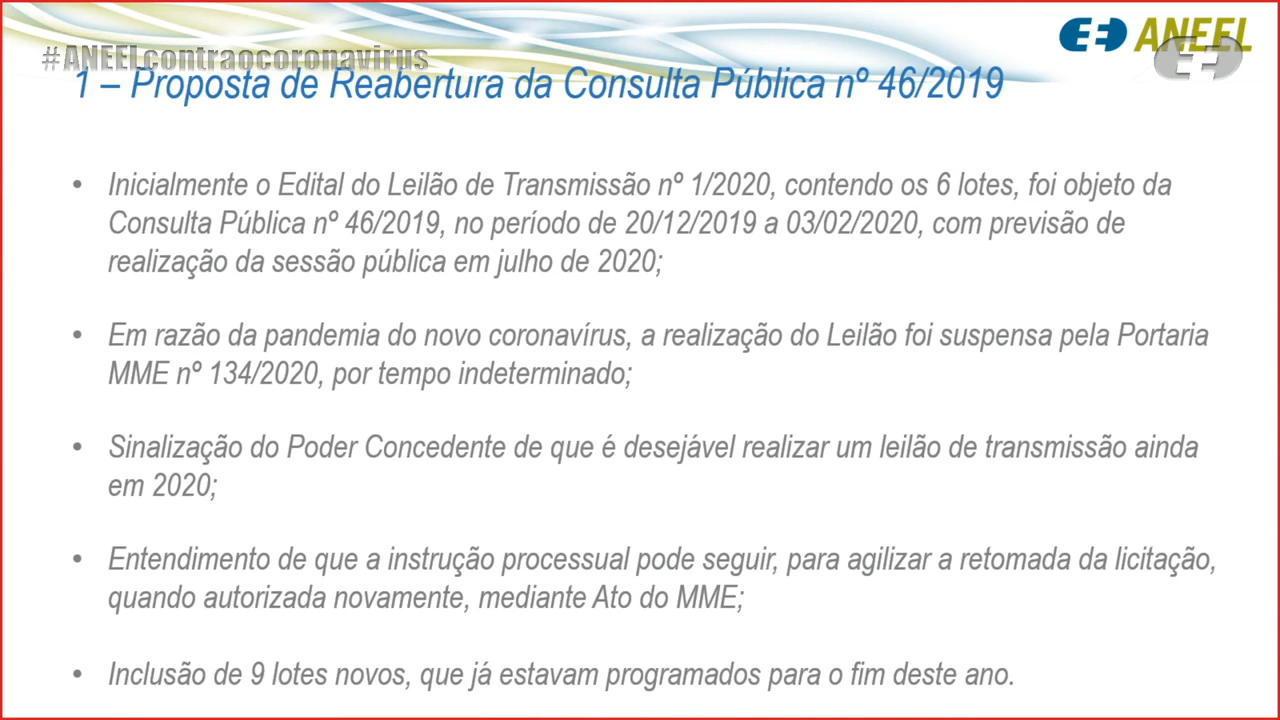 ANEEL
#ANEELcontraocoronavirus
1 – Proposta de Reabertura da Consulta Pública nº 46/2019
• Inicialmente o Edital do Leilão de Transmissão nº 1/2020, contendo os 6 lotes, foi objeto da
Consulta Pública nº 46/2019, no período de 20/12/2019 a 03/02/2020, com previsão de
realização da sessão pública em julho de 2020;
• Em razão da pandemia do novo coronavírus, a realização do Leilão foi suspensa pela Portaria
MME nº 134/2020, por tempo indeterminado;
• Sinalização do Poder Concedente de que é desejável realizar um leilão de transmissão ainda
em 2020;
• Entendimento de que a instrução processual pode seguir, para agilizar a retomada da licitação,
quando autorizada novamente, mediante Ato do MME;
• Inclusão de 9 lotes novos, que já estavam programados para o fim deste ano.